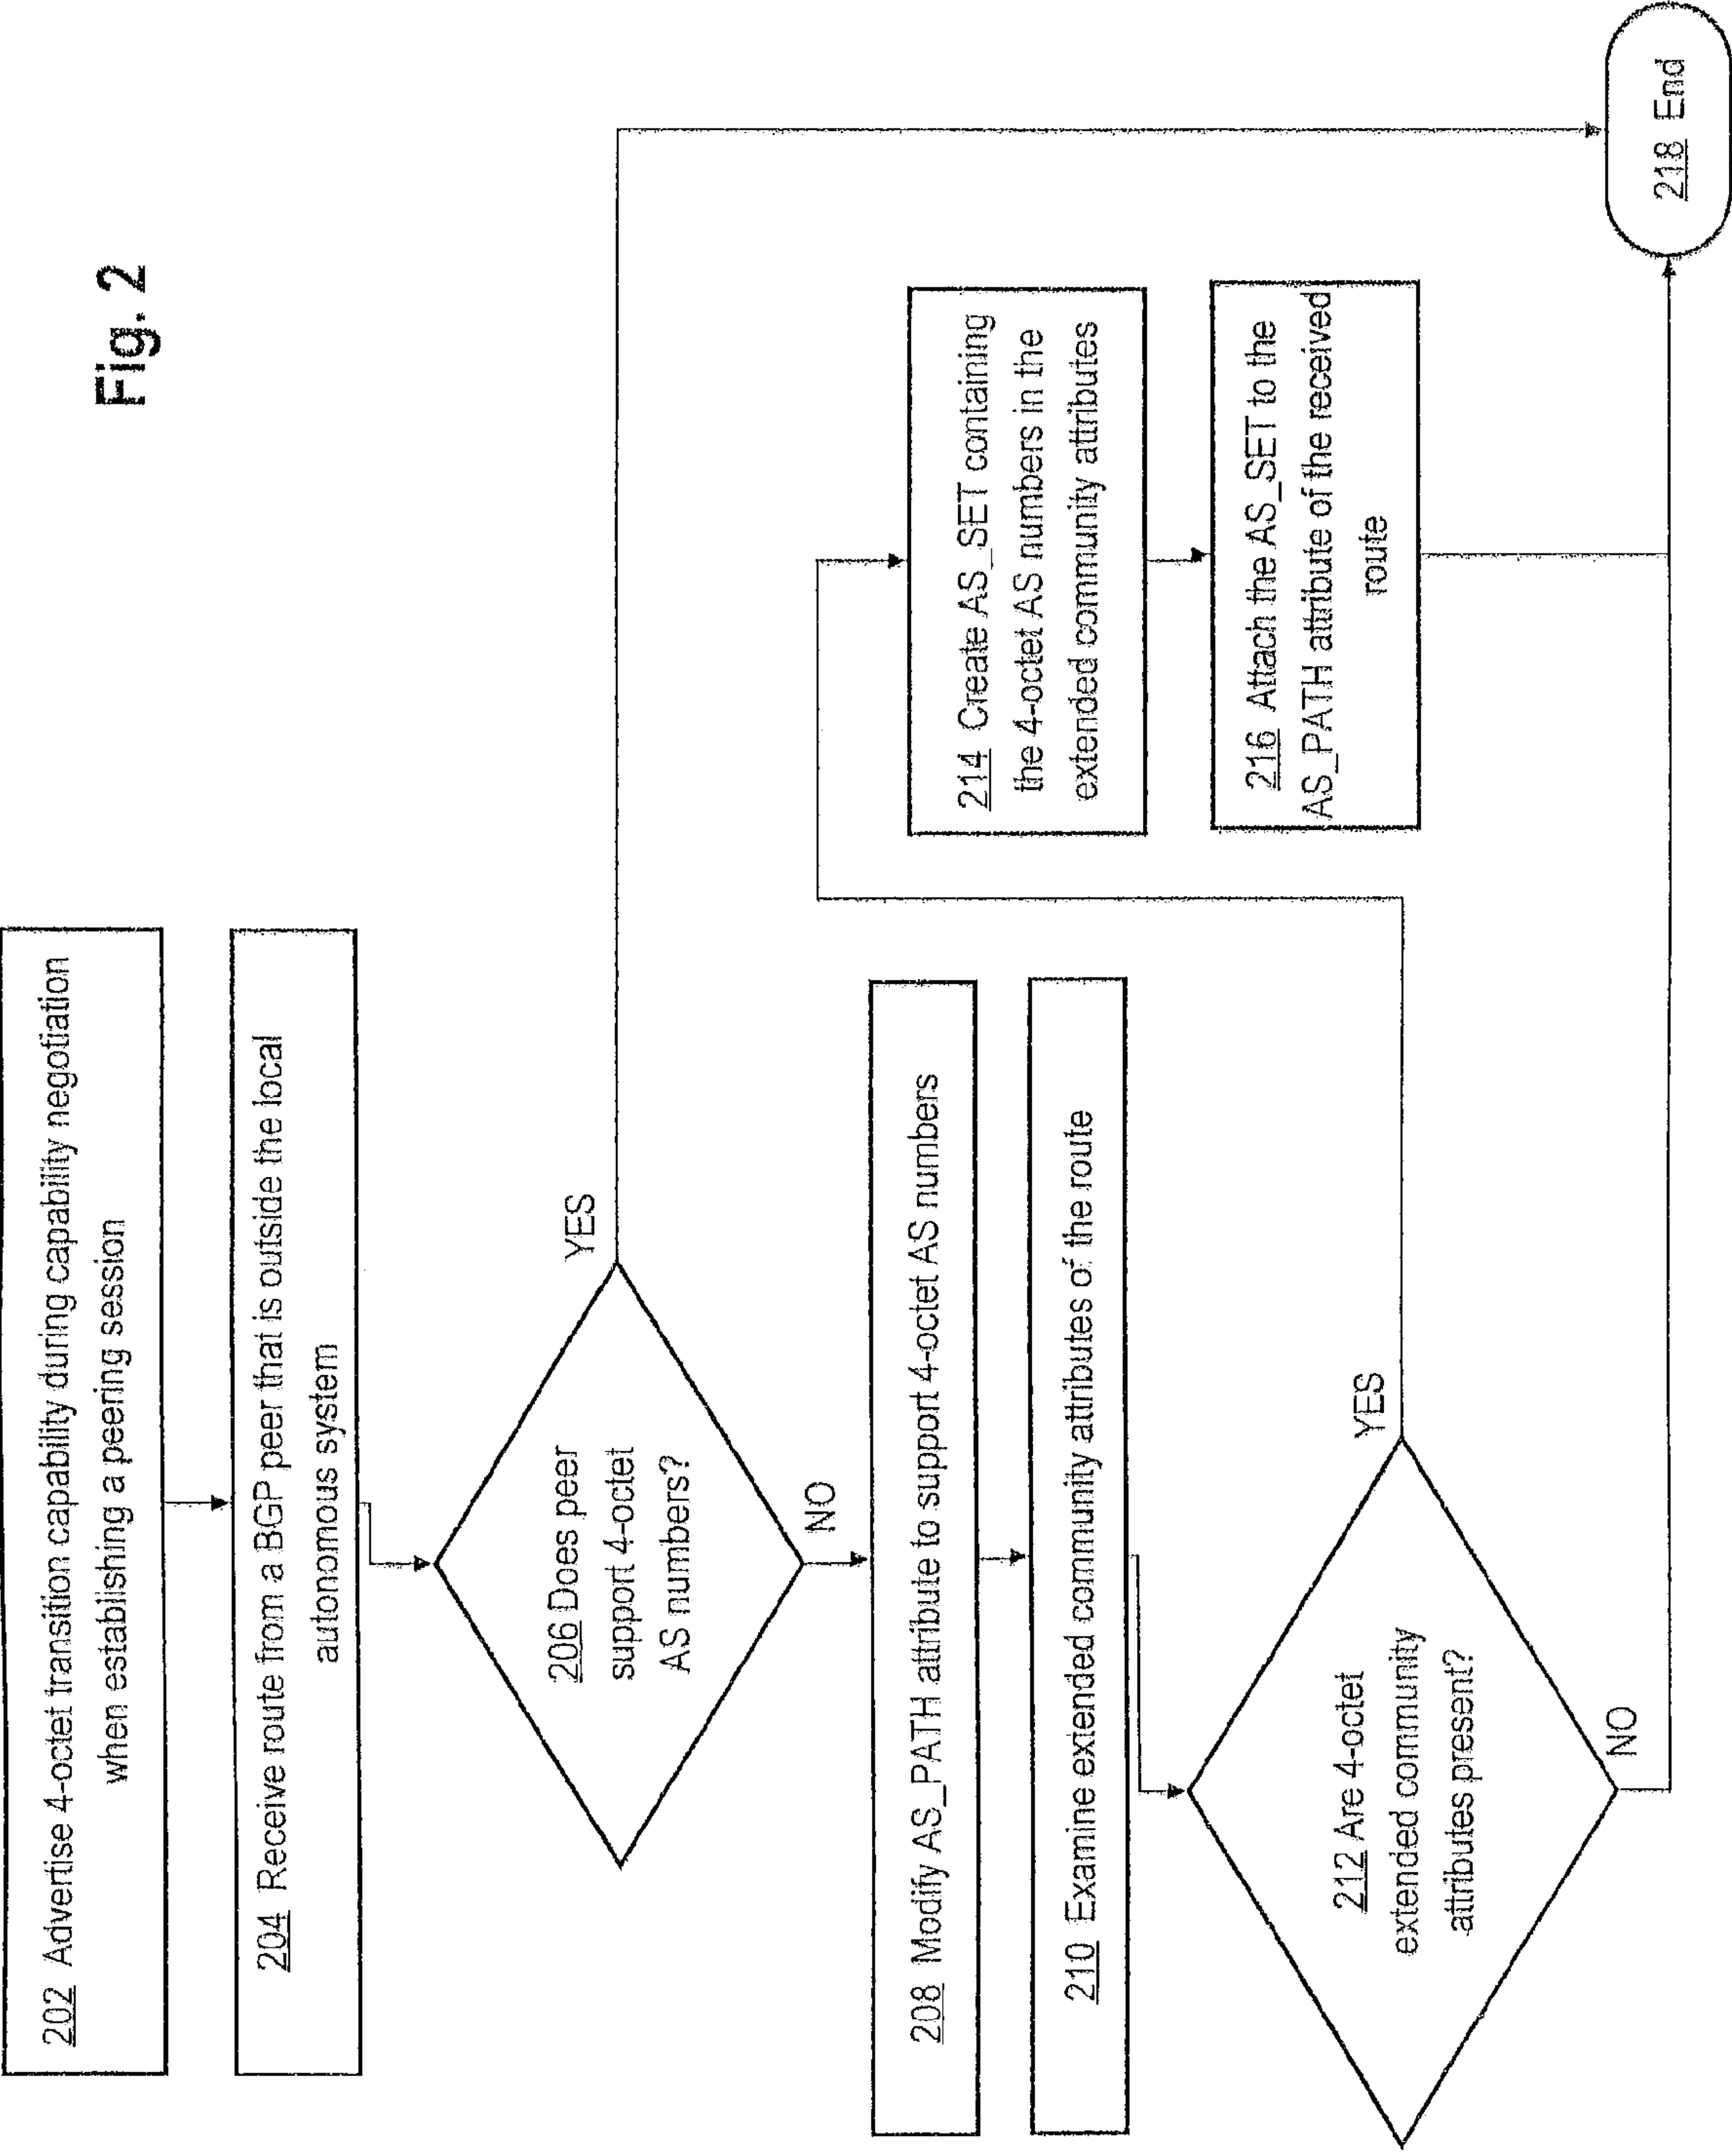 Fig. 2
202 Advertise 4-octet transition capability during capability negotiation
when establishing a peering session
204 Receive route from a BGP peer that is outside the local
autonomous system
206 Does peer
support 4-octet
AS numbers?
YES
NO
208 Modify AS_PATH attribute to support 4-octet AS numbers
210 Examine extended community attributes of the route
212 Are 4-octet
extended community
attributes present?
YES
NO
214 Create AS_SET containing
the 4-octet AS numbers in the
extended community attributes
216 Attach the AS_SET to the
AS_PATH attribute of the received
route
218 End